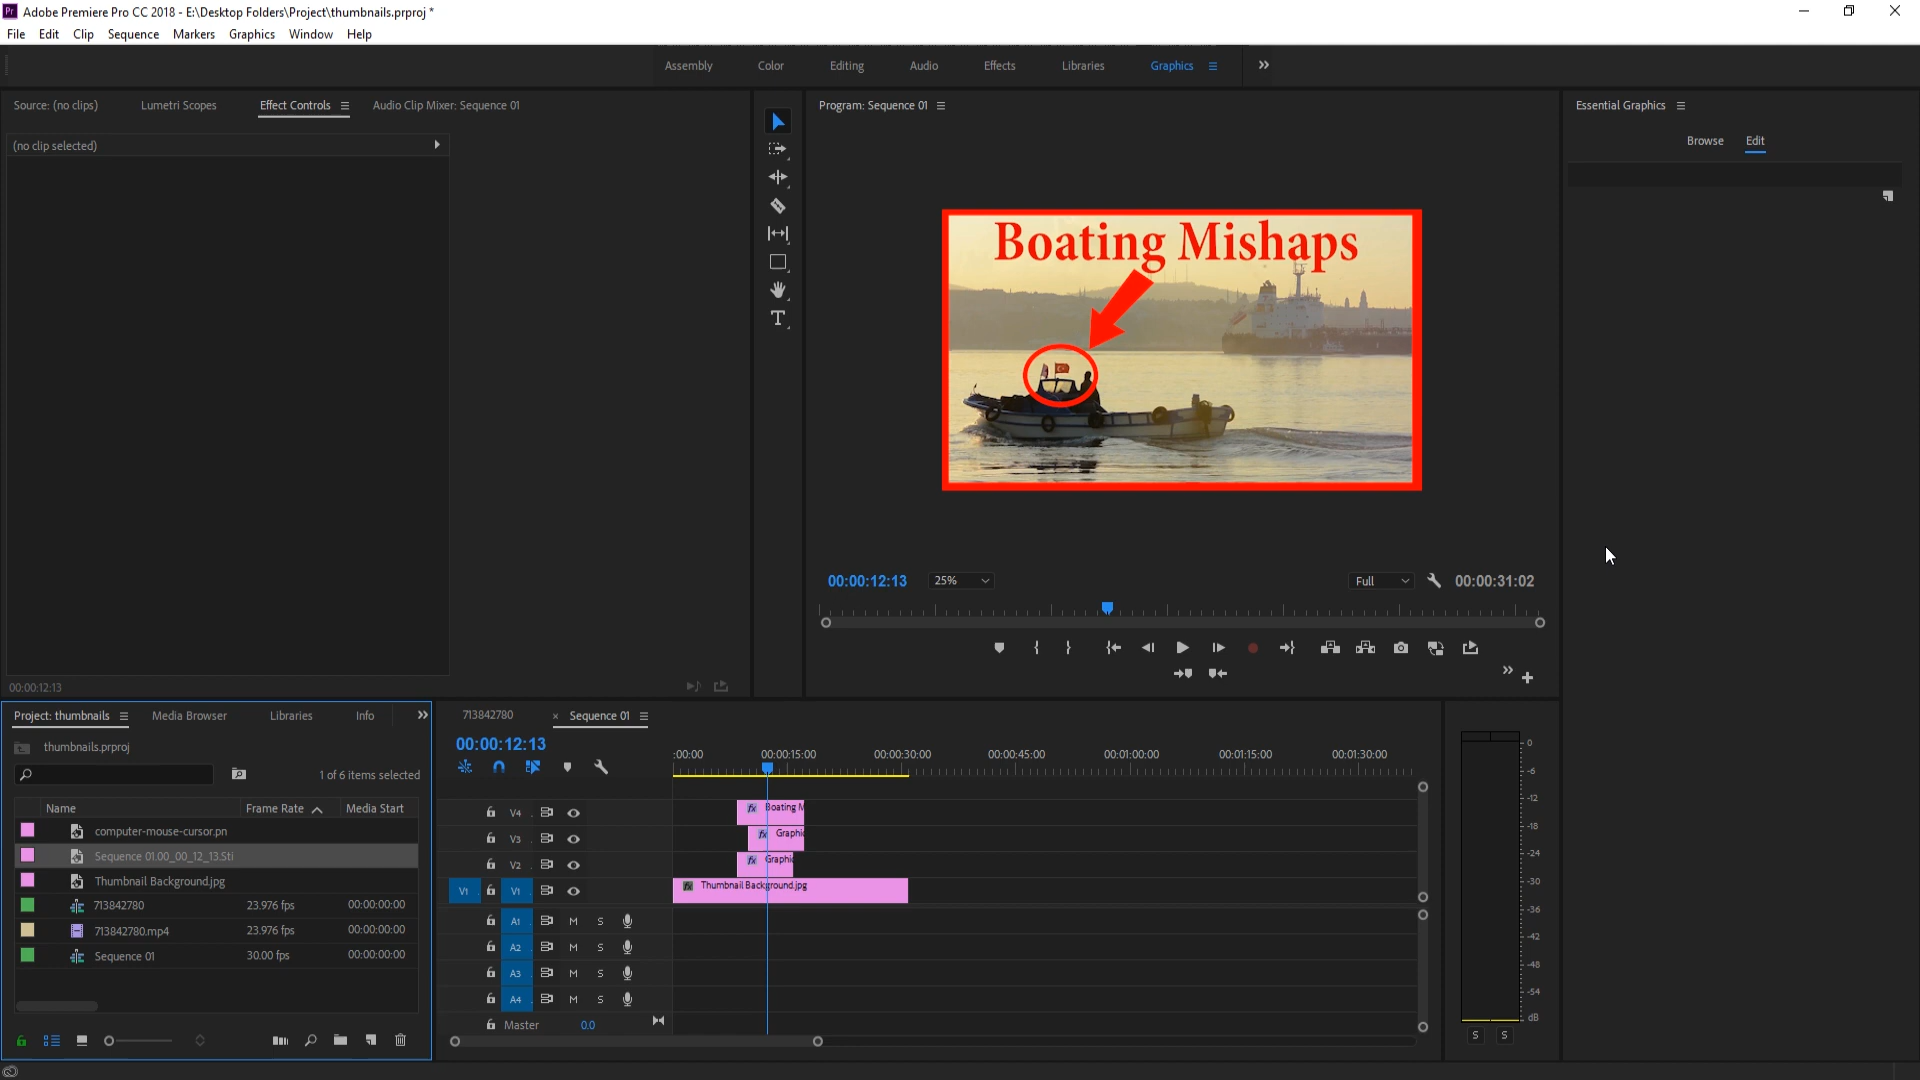 Pr Adobe Premiere Pro CC 2018 - E:\Desktop Folders\Project\thumbnails.prproj *
File Edit Clip Sequence Markers Graphics Window Help
Assembly Color Editing Audio Effects Libraries Graphics
Source: (no clips) Lumetri Scopes Effect Controls Audio Clip Mixer: Sequence 01
Program: Sequence 01
Essential Graphics
Browse Edit
(no clip selected)
Boating Mishaps
00:00:12:13 25% Full 00:00:31:02
00:00:12:13
Project: thumbnails Media Browser Libraries Info
thumbnails.prproj
1 of 6 items selected
Name Frame Rate Media Start
computer-mouse-cursor.pn
Sequence 01.00_00_12_13.Sti
Thumbnail Background.jpg
713842780 23.976 fps 00:00:00:00
713842780.mp4 23.976 fps 00:00:00:00
Sequence 01 30.00 fps 00:00:00:00
713842780 × Sequence 01
00:00:12:13
:00:00 00:00:15:00 00:00:30:00 00:00:45:00 00:01:00:00 00:01:15:00 00:01:30:00
V4 fx Boating M
V3 fx Graphic
V2 fx Graphic
V1 V1 fx Thumbnail Background.jpg
A1 M S
A2 M S
A3 M S
A4 M S
Master 0.0
0
-6
-12
-18
-24
-30
-36
-42
-48
-54
dB
S S